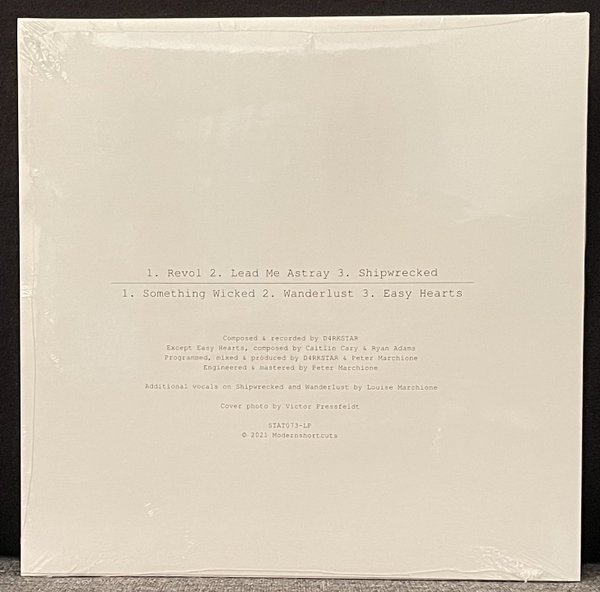 1. Revol 2. Lead Me Astray 3. Shipwrecked
1. Something Wicked 2. Wanderlust 3. Easy Hearts
Composed & recorded by D4RKSTAR
Except Easy Hearts, composed by Caitlin Cary & Ryan Adams
Programmed, mixed & produced by D4RKSTAR & Peter Marchione
Engineered & mastered by Peter Marchione
Additional vocals on Shipwrecked and Wanderlust by Louise Marchione
Cover photo by Victor Pressfeldt
STAT073-LP
© 2021 Modernshortcuts